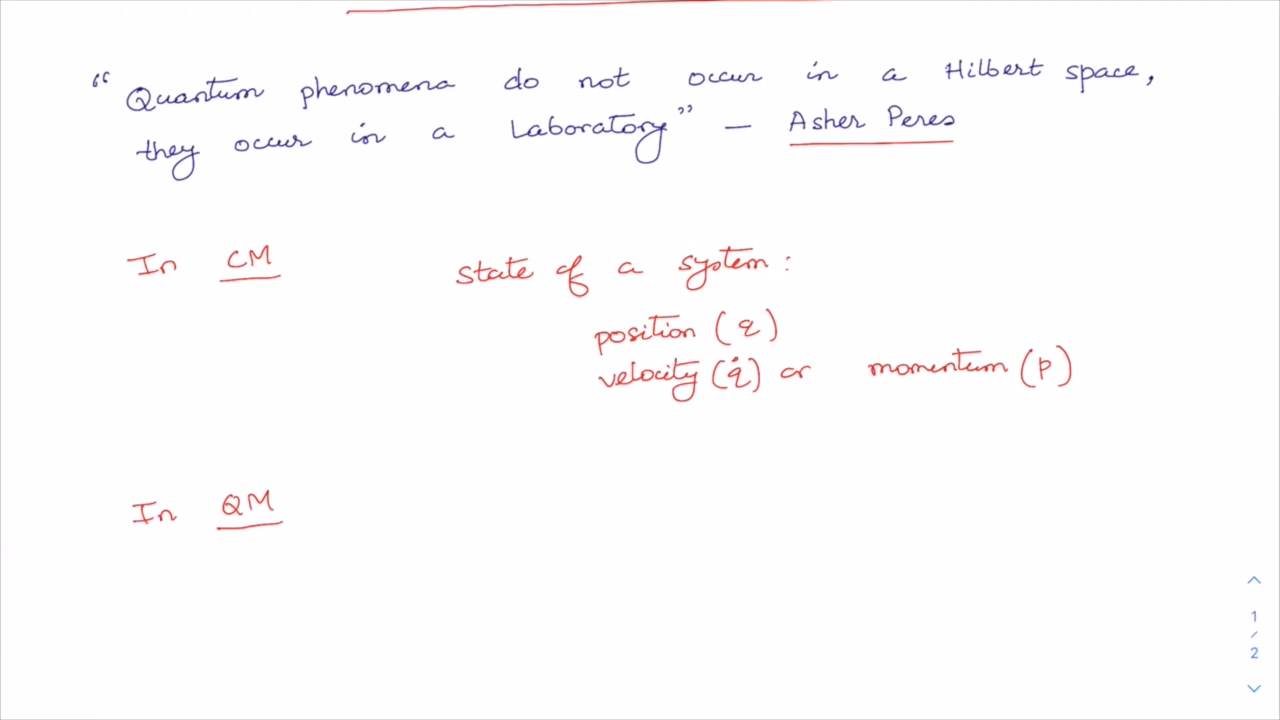 “Quantum phenomena do not occur in a Hilbert space,
they occur in a Laboratory” — Asher Peres
In CM
state of a system:
position (q)
velocity (q̇) or momentum (p)
In QM
1
/
2